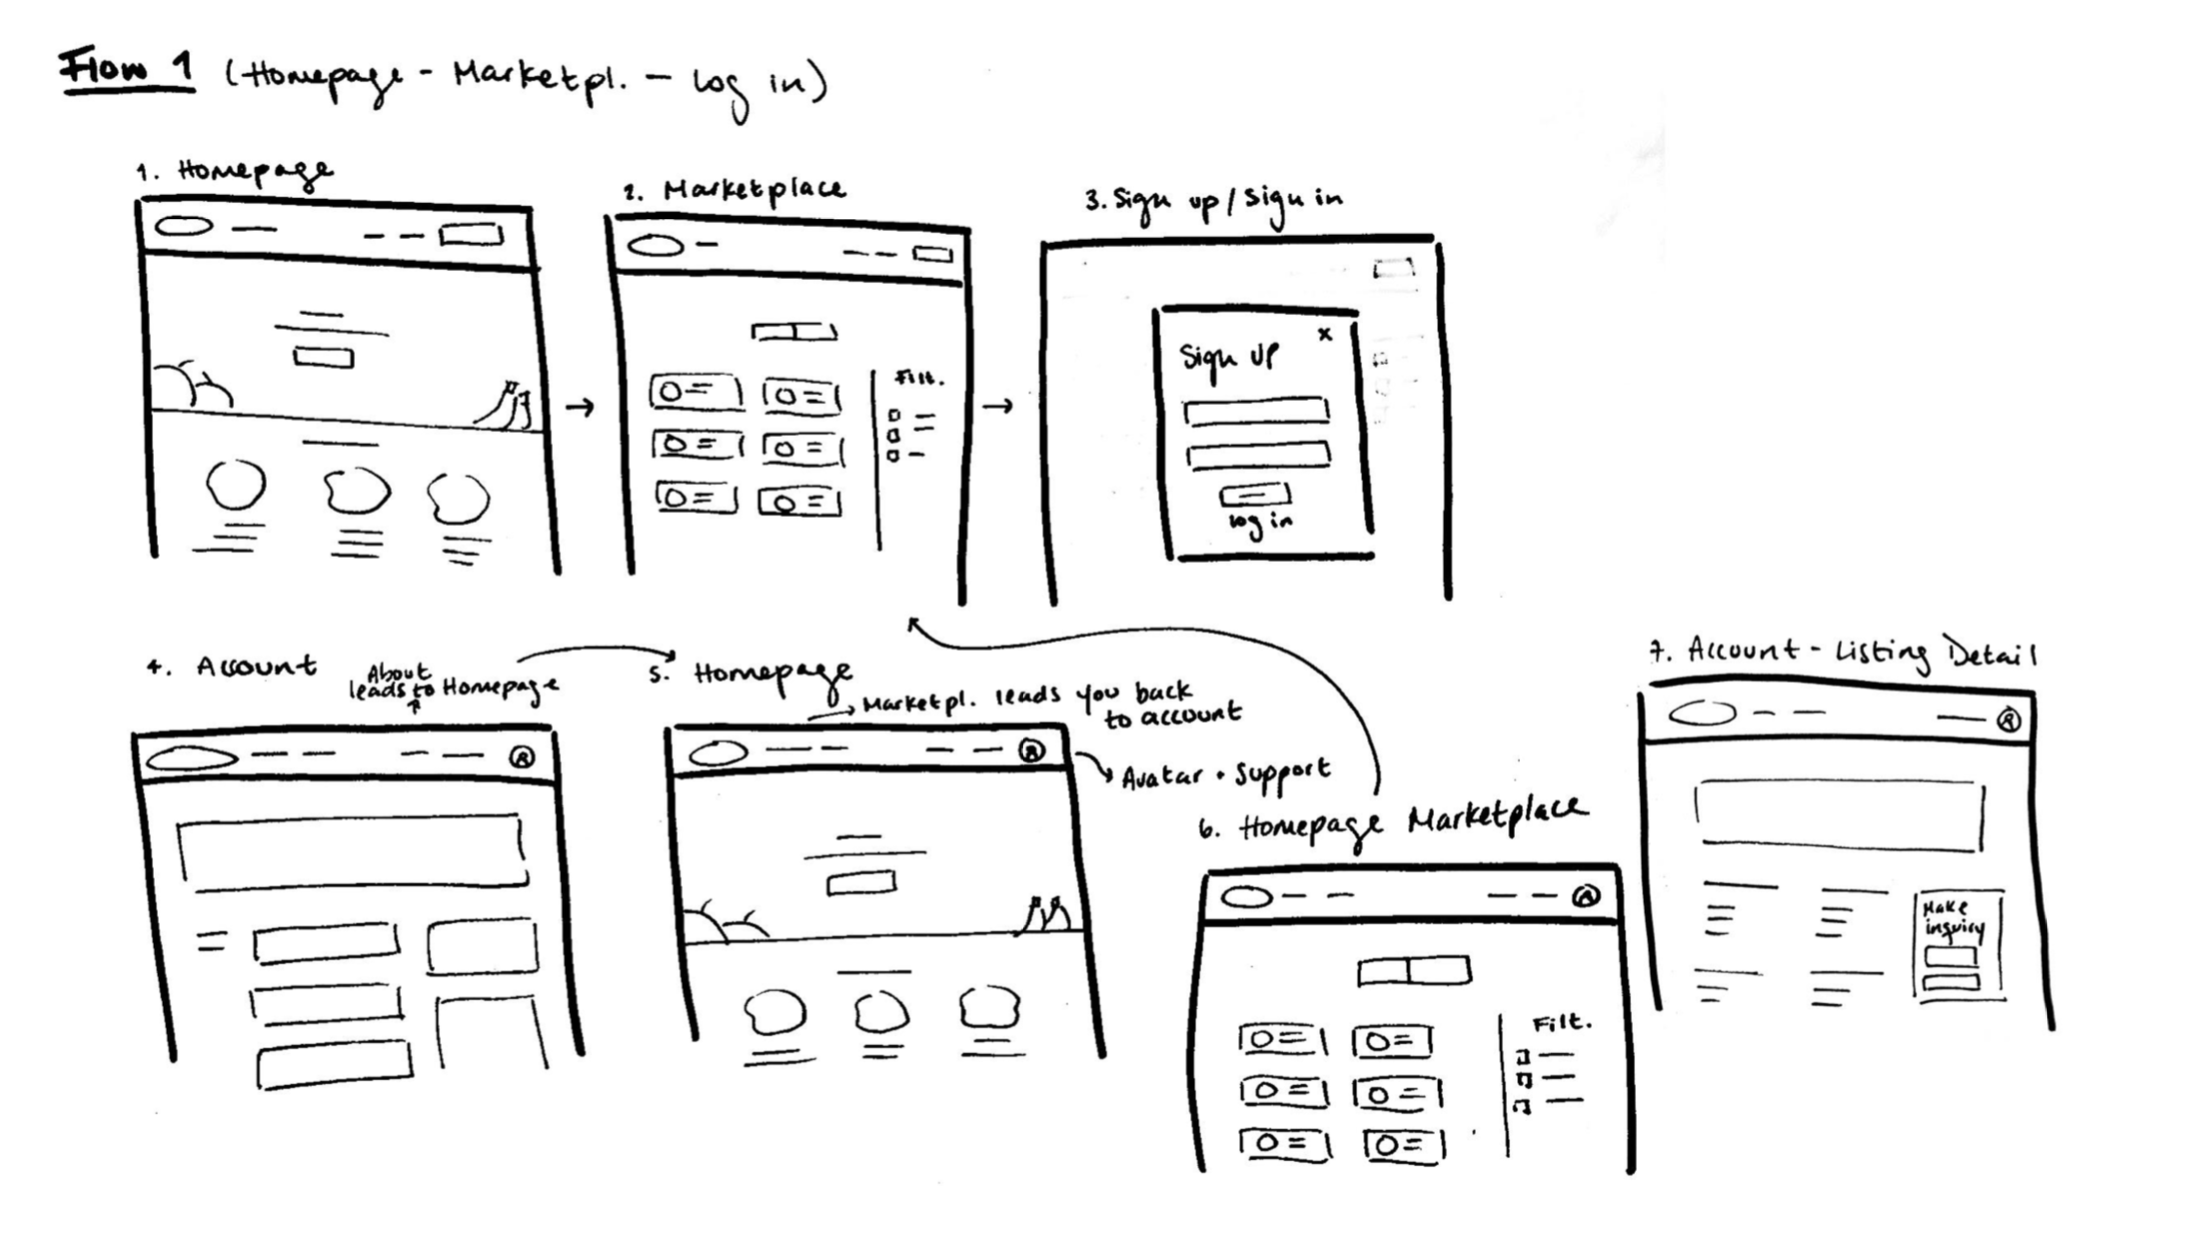 Flow 1 (Homepage - Marketpl. - Log in)
1. Homepage
2. Marketplace
Filt.
3. Sign up / Sign in
x
Sign UP
Log in
4. Account
About
leads to Homepage
5. Homepage
Marketpl. leads you back
to account
Avatar + Support
6. Homepage Marketplace
Filt.
7. Account - Listing Detail
Make
inquiry